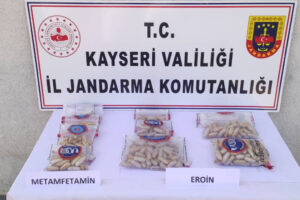 T.C.
KAYSERİ VALİLİĞİ
İL JANDARMA KOMUTANLIĞI
METAMFETAMİN
EROİN